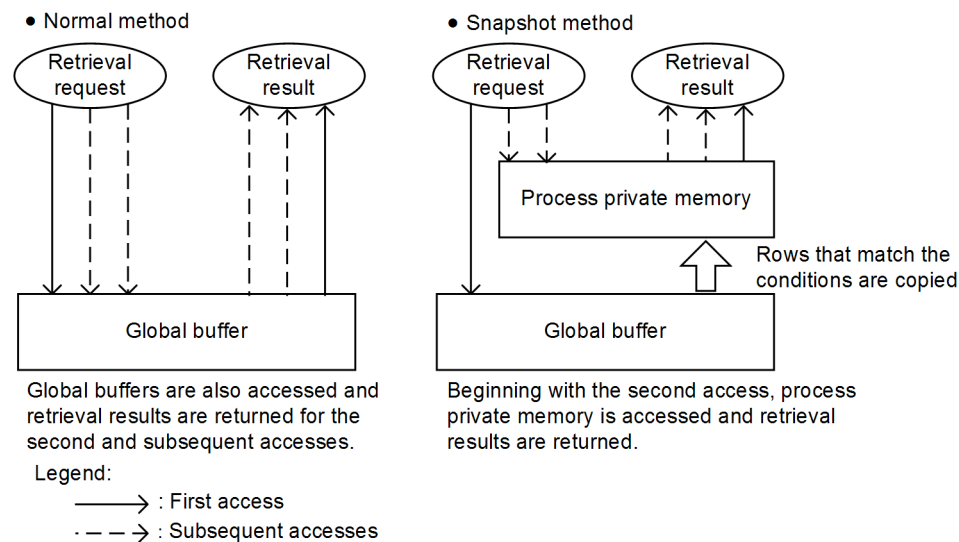 ● Normal method
Retrieval
request
Retrieval
result
Global buffer
Global buffers are also accessed and
retrieval results are returned for the
second and subsequent accesses.
● Snapshot method
Retrieval
request
Retrieval
result
Process private memory
Rows that match the
conditions are copied
Global buffer
Beginning with the second access, process
private memory is accessed and retrieval
results are returned.
Legend:
: First access
: Subsequent accesses